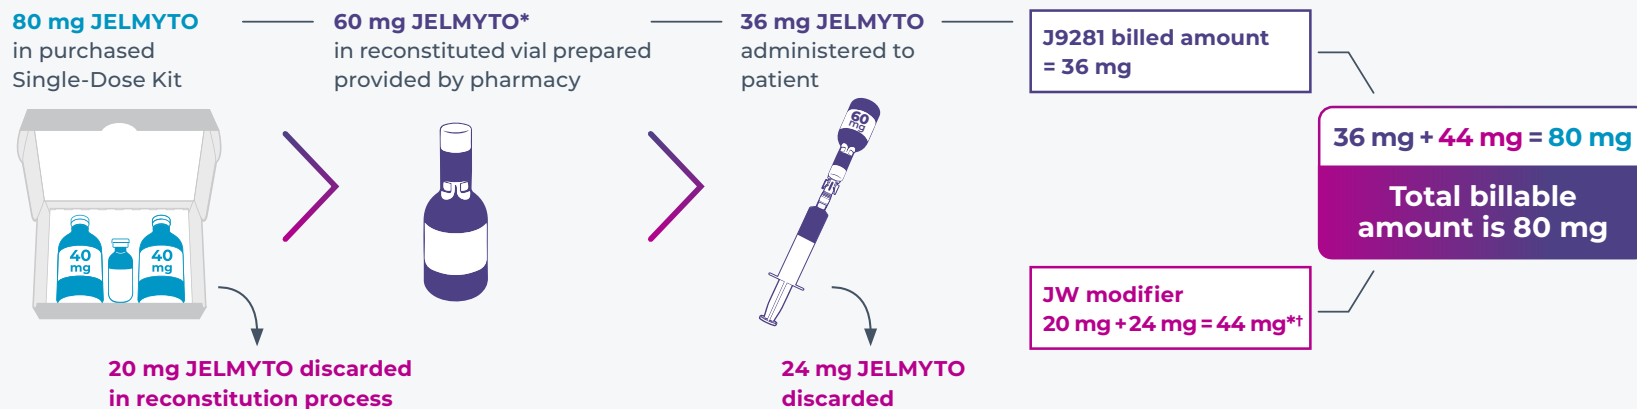 80 mg JELMYTO
in purchased
Single-Dose Kit
60 mg JELMYTO*
in reconstituted vial prepared
provided by pharmacy
36 mg JELMYTO
administered to
patient
J9281 billed amount
= 36 mg
40
mg
40
mg
60
mg
36 mg + 44 mg = 80 mg
Total billable
amount is 80 mg
JW modifier
20 mg + 24 mg = 44 mg*†
20 mg JELMYTO discarded
in reconstitution process
24 mg JELMYTO
discarded